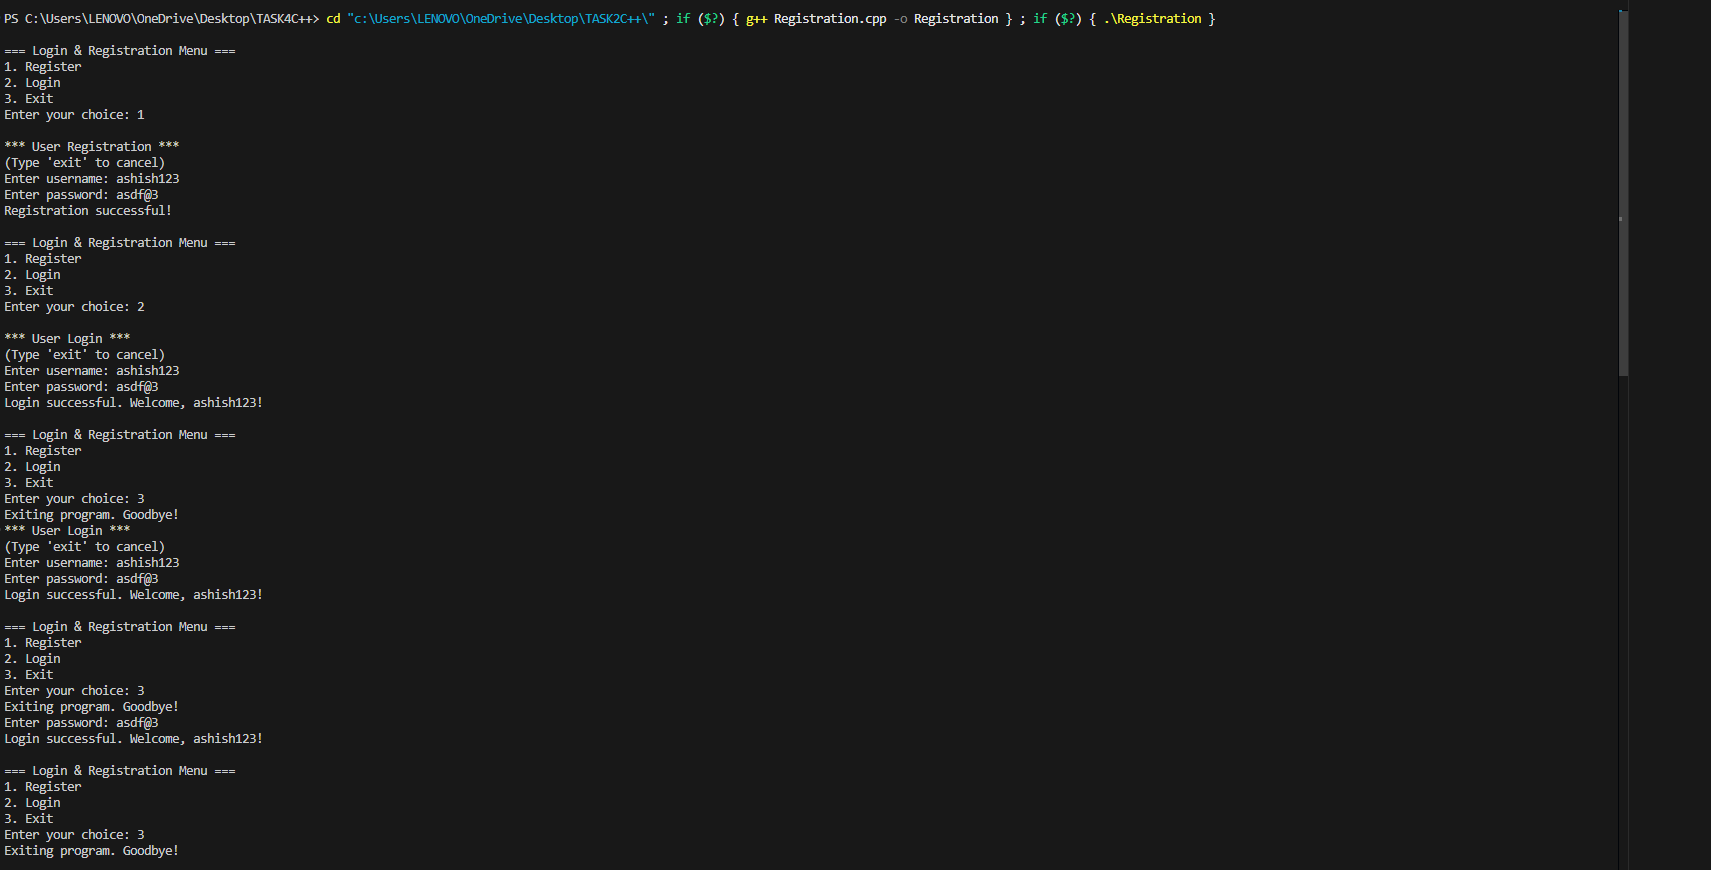 PS C:\Users\LENOVO\OneDrive\Desktop\TASK4C++> cd "c:\Users\LENOVO\OneDrive\Desktop\TASK2C++\" ; if ($?) { g++ Registration.cpp -o Registration } ; if ($?) { .\Registration }
=== Login & Registration Menu ===
1. Register
2. Login
3. Exit
Enter your choice: 1
*** User Registration ***
(Type 'exit' to cancel)
Enter username: ashish123
Enter password: asdf@3
Registration successful!
=== Login & Registration Menu ===
1. Register
2. Login
3. Exit
Enter your choice: 2
*** User Login ***
(Type 'exit' to cancel)
Enter username: ashish123
Enter password: asdf@3
Login successful. Welcome, ashish123!
=== Login & Registration Menu ===
1. Register
2. Login
3. Exit
Enter your choice: 3
Exiting program. Goodbye!
*** User Login ***
(Type 'exit' to cancel)
Enter username: ashish123
Enter password: asdf@3
Login successful. Welcome, ashish123!
=== Login & Registration Menu ===
1. Register
2. Login
3. Exit
Enter your choice: 3
Exiting program. Goodbye!
Enter password: asdf@3
Login successful. Welcome, ashish123!
=== Login & Registration Menu ===
1. Register
2. Login
3. Exit
Enter your choice: 3
Exiting program. Goodbye!